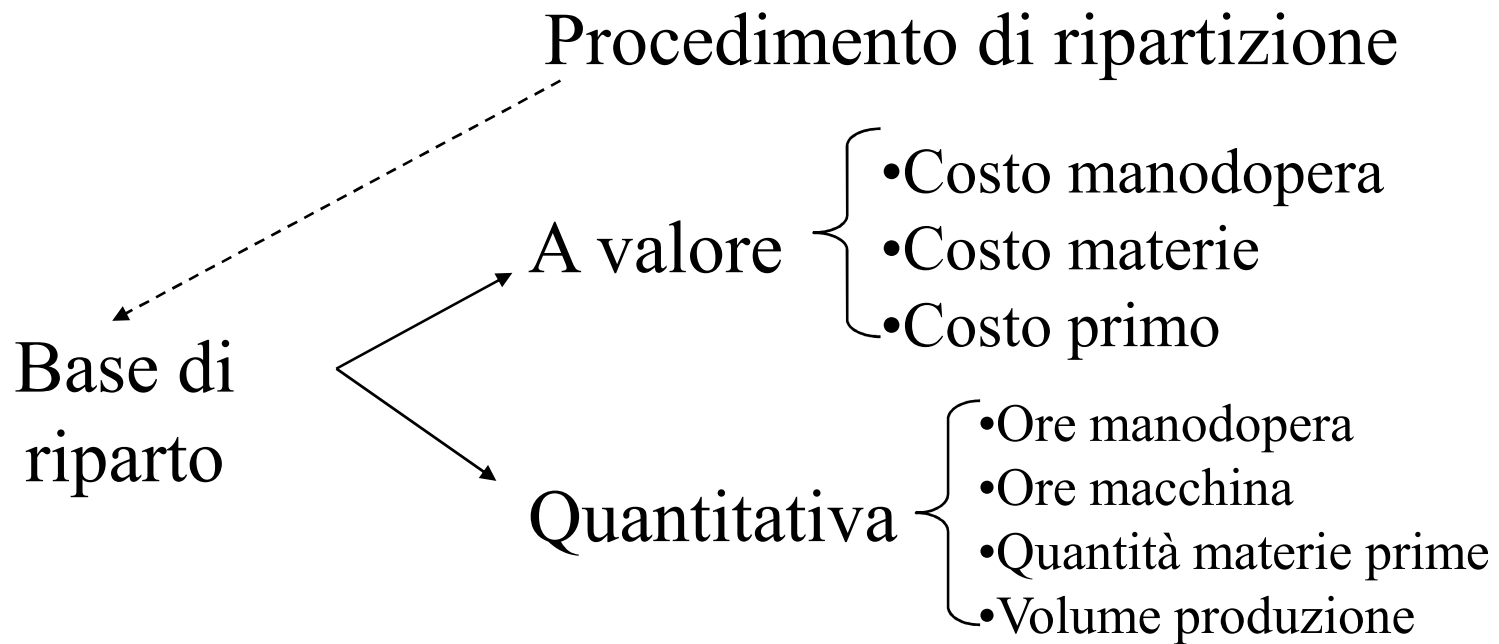 Procedimento di ripartizione
A valore
•Costo manodopera
•Costo materie
•Costo primo
Base di
riparto
Quantitativa
•Ore manodopera
•Ore macchina
•Quantità materie prime
•Volume produzione